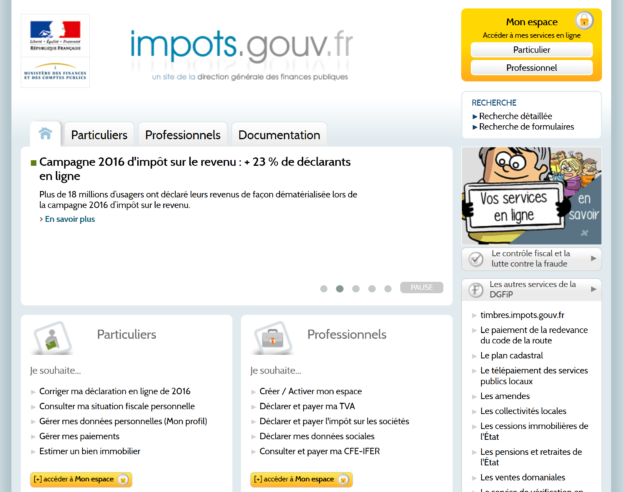 Liberté • Égalité • Fraternité
RÉPUBLIQUE FRANÇAISE
MINISTÈRE DES FINANCES
ET DES COMPTES PUBLICS
impots.gouv.fr
un site de la direction générale des finances publiques
Mon espace
Accéder à mes services en ligne
Particulier
Professionnel
RECHERCHE
Recherche détaillée
Recherche de formulaires
Particuliers
Professionnels
Documentation
Campagne 2016 d'impôt sur le revenu : + 23 % de déclarants
en ligne
Plus de 18 millions d'usagers ont déclaré leurs revenus de façon dématérialisée lors de
la campagne 2016 d'impôt sur le revenu.
> En savoir plus
PAUSE
Vos services
en ligne
en
savoir
Le contrôle fiscal et la
lutte contre la fraude
Les autres services de la
DGFiP
timbres.impots.gouv.fr
Le paiement de la redevance
du code de la route
Le plan cadastral
Le télépaiement des services
publics locaux
Les amendes
Les collectivités locales
Les cessions immobilières de
l'État
Les pensions et retraites de
l'État
Les ventes domaniales
Le service de vérification en
Particuliers
Je souhaite...
Corriger ma déclaration en ligne de 2016
Consulter ma situation fiscale personnelle
Gérer mes données personnelles (Mon profil)
Gérer mes paiements
Estimer un bien immobilier
[+] accéder à Mon espace
Professionnels
Je souhaite...
Créer / Activer mon espace
Déclarer et payer ma TVA
Déclarer et payer l'impôt sur les sociétés
Déclarer mes données sociales
Consulter et payer ma CFE-IFER
[+] accéder à Mon espace